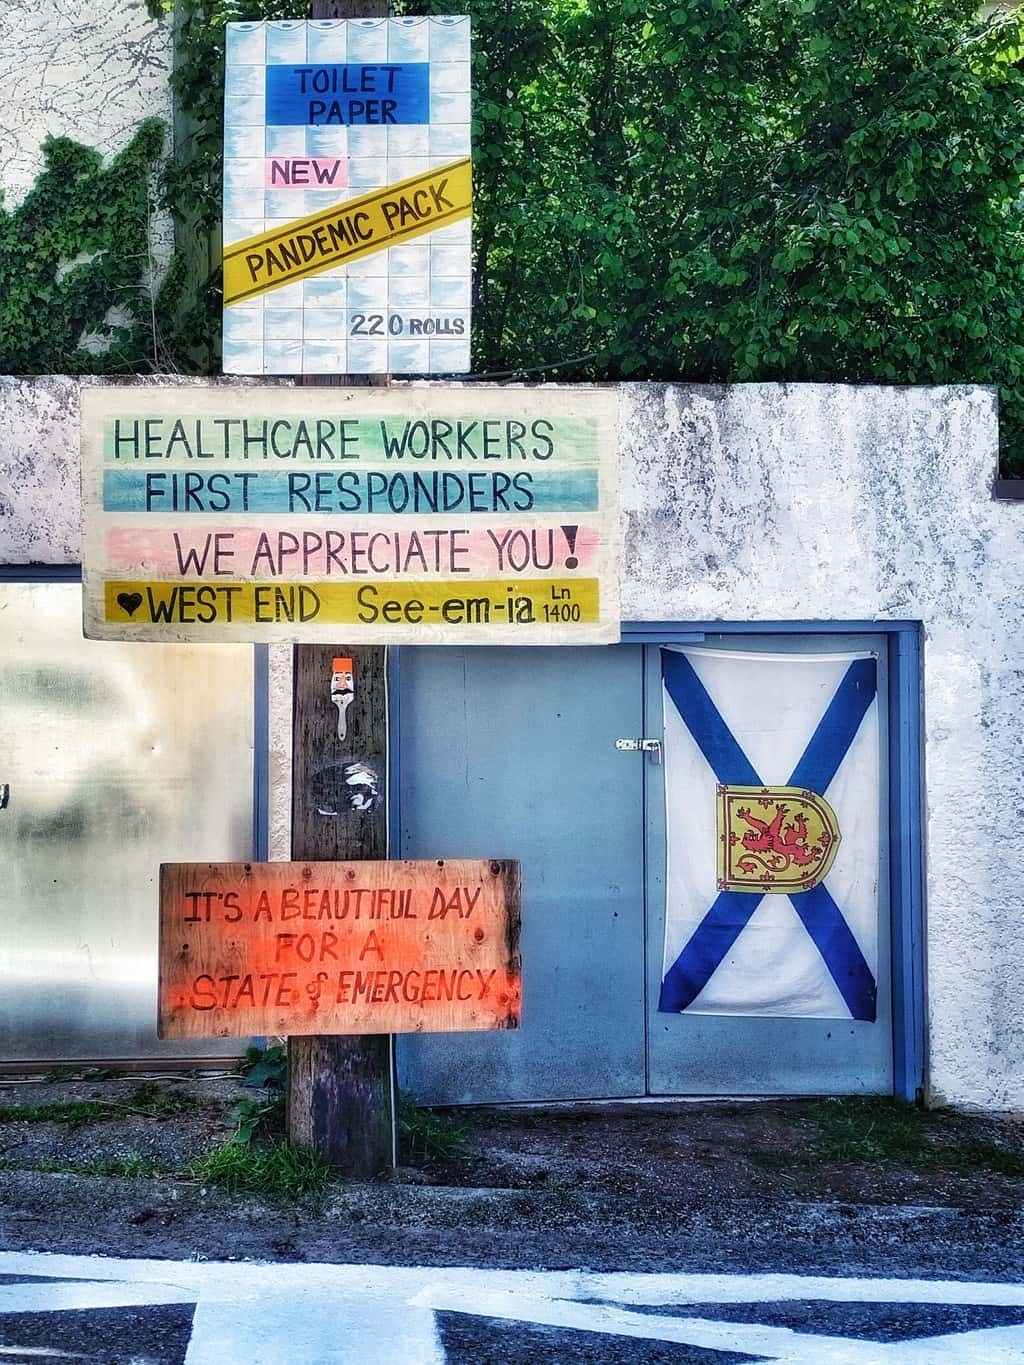 TOILET
PAPER
NEW
PANDEMIC PACK
220 ROLLS
HEALTHCARE WORKERS
FIRST RESPONDERS
WE APPRECIATE YOU!
♥WEST END See-em-ia Ln 1400
IT'S A BEAUTIFUL DAY
FOR A
STATE of EMERGENCY